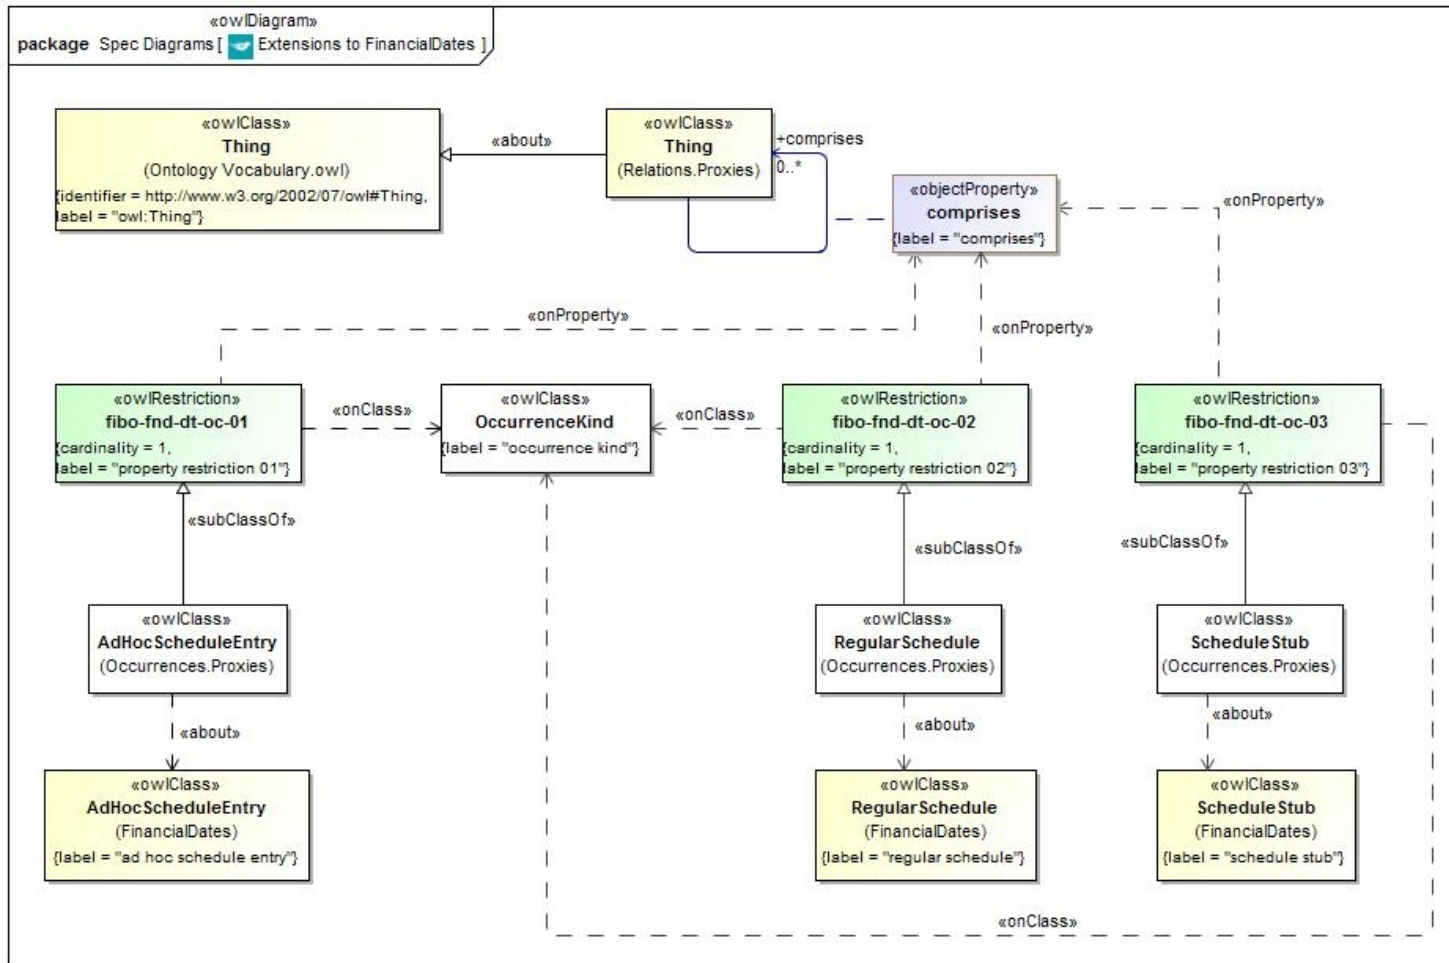 «owlDiagram»
package Spec Diagrams [ Extensions to FinancialDates ]
«owlClass»
Thing
(Ontology Vocabulary.owl)
{identifier = http://www.w3.org/2002/07/owl#Thing,
label = "owl:Thing"}
«about»
«owlClass»
Thing
(Relations.Proxies)
+comprises
0..*
«objectProperty»
comprises
{label = "comprises"}
«onProperty»
«onProperty»
«onProperty»
«owlRestriction»
fibo-fnd-dt-oc-01
{cardinality = 1,
label = "property restriction 01"}
«onClass»
«owlClass»
OccurrenceKind
{label = "occurrence kind"}
«onClass»
«owlRestriction»
fibo-fnd-dt-oc-02
{cardinality = 1,
label = "property restriction 02"}
«owlRestriction»
fibo-fnd-dt-oc-03
{cardinality = 1,
label = "property restriction 03"}
«subClassOf»
«subClassOf»
«subClassOf»
«owlClass»
AdHocScheduleEntry
(Occurrences.Proxies)
«owlClass»
RegularSchedule
(Occurrences.Proxies)
«owlClass»
ScheduleStub
(Occurrences.Proxies)
«about»
«about»
«about»
«owlClass»
AdHocScheduleEntry
(FinancialDates)
{label = "ad hoc schedule entry"}
«owlClass»
RegularSchedule
(FinancialDates)
{label = "regular schedule"}
«owlClass»
ScheduleStub
(FinancialDates)
{label = "schedule stub"}
«onClass»